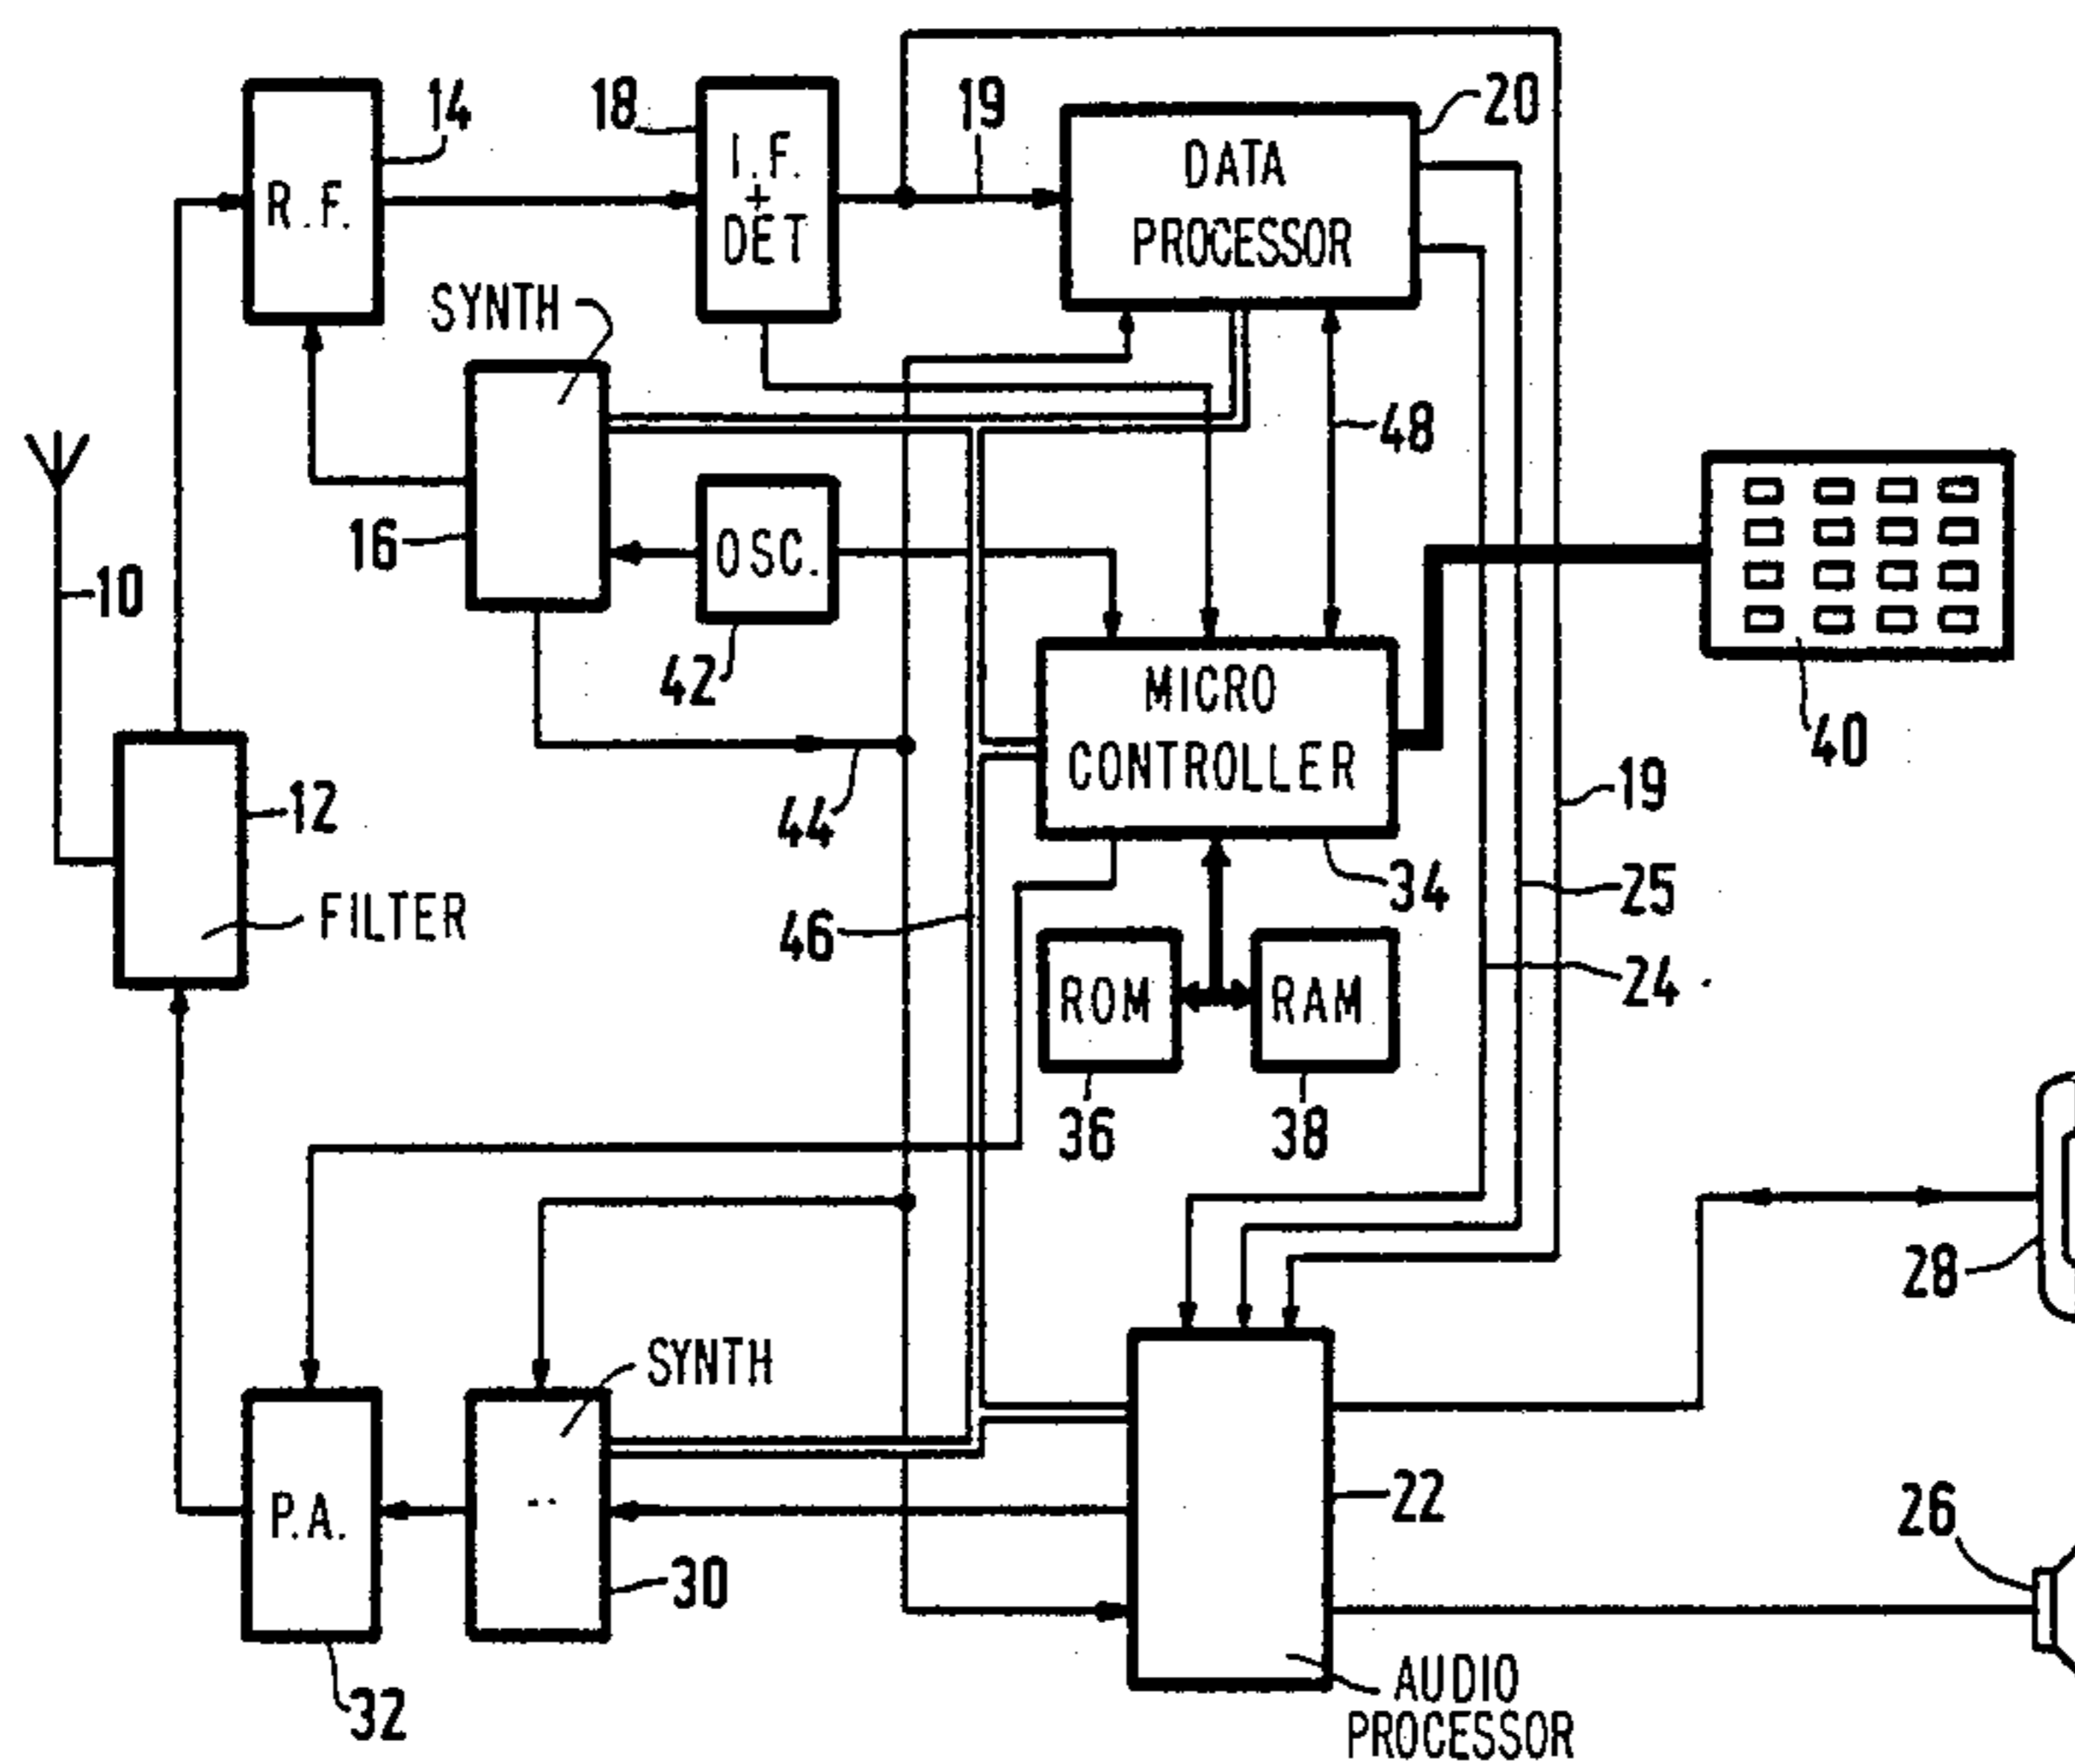 14
18
19
20
R.F.
I.F.
+
DET
DATA
PROCESSOR
SYNTH
48
16
OSC.
10
42
MICRO
CONTROLLER
40
12
44
19
34
25
FILTER
46
24
ROM
RAM
36
38
28
SYNTH
22
26
P.A.
30
32
AUDIO
PROCESSOR